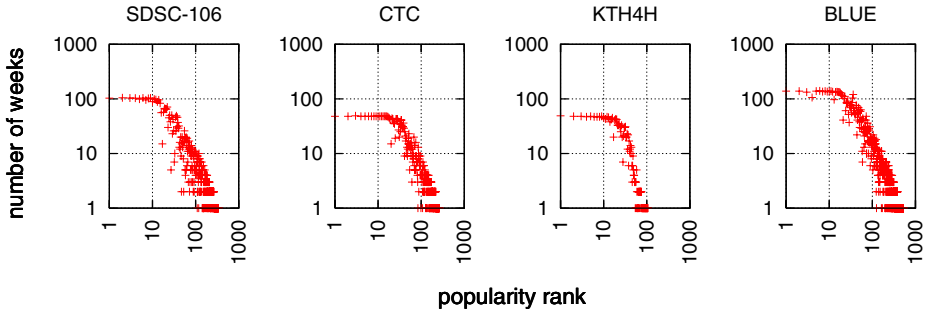 SDSC-106 CTC KTH4H BLUE
number of weeks
1000 1000 1000 1000
100 100 100 100
10 10 10 10
1 1 1 1
1 10 100 1000 1 10 100 1000 1 10 100 1000 1 10 100 1000
popularity rank